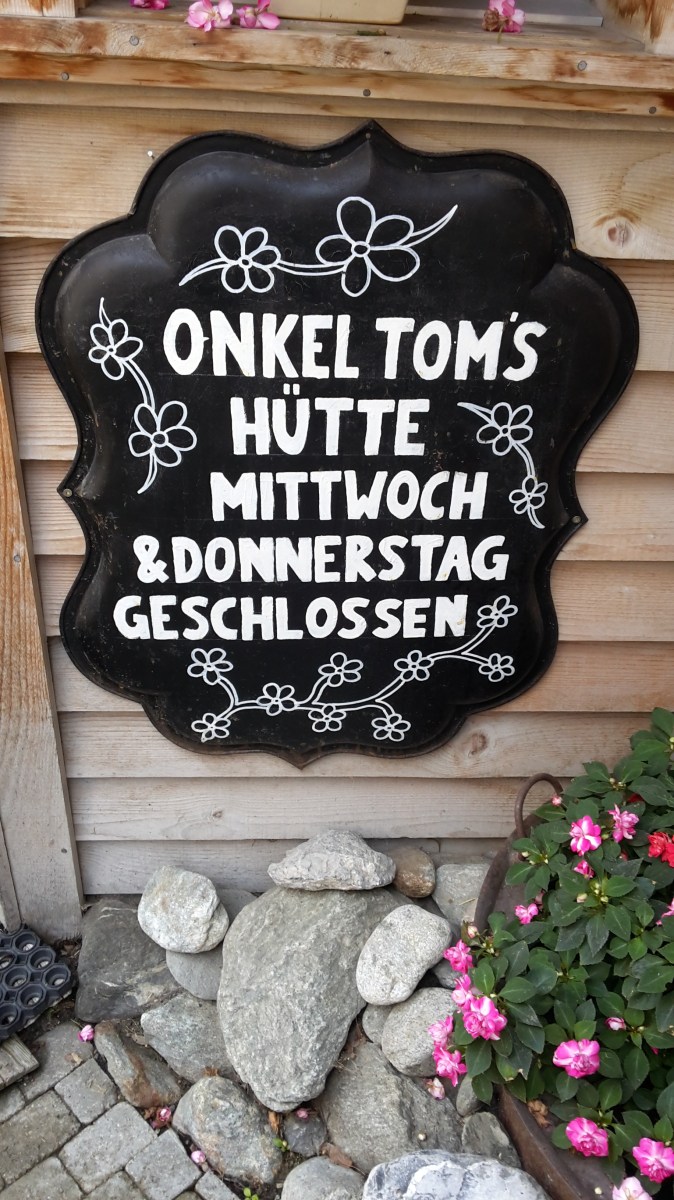 ONKEL TOM'S
HÜTTE
MITTWOCH
& DONNERSTAG
GESCHLOSSEN